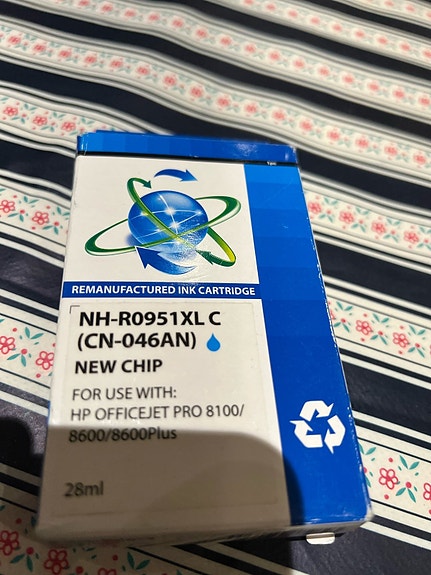 REMANUFACTURED INK CARTRIDGE
NH-R0951XL C
(CN-046AN)
NEW CHIP
FOR USE WITH:
HP OFFICEJET PRO 8100/
8600/8600Plus
28ml